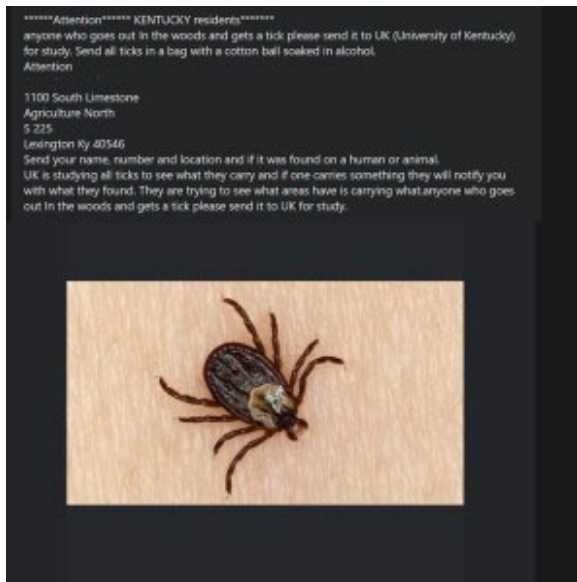 ******Attention****** KENTUCKY residents*******
anyone who goes out In the woods and gets a tick please send it to UK (University of Kentucky)
for study. Send all ticks in a bag with a cotton ball soaked in alcohol.
Attention
1100 South Limestone
Agriculture North
S 225
Lexington Ky 40546
Send your name, number and location and if it was found on a human or animal.
UK is studying all ticks to see what they carry and if one carries something they will notify you
with what they found. They are trying to see what areas have is carrying what.anyone who goes
out In the woods and gets a tick please send it to UK for study.